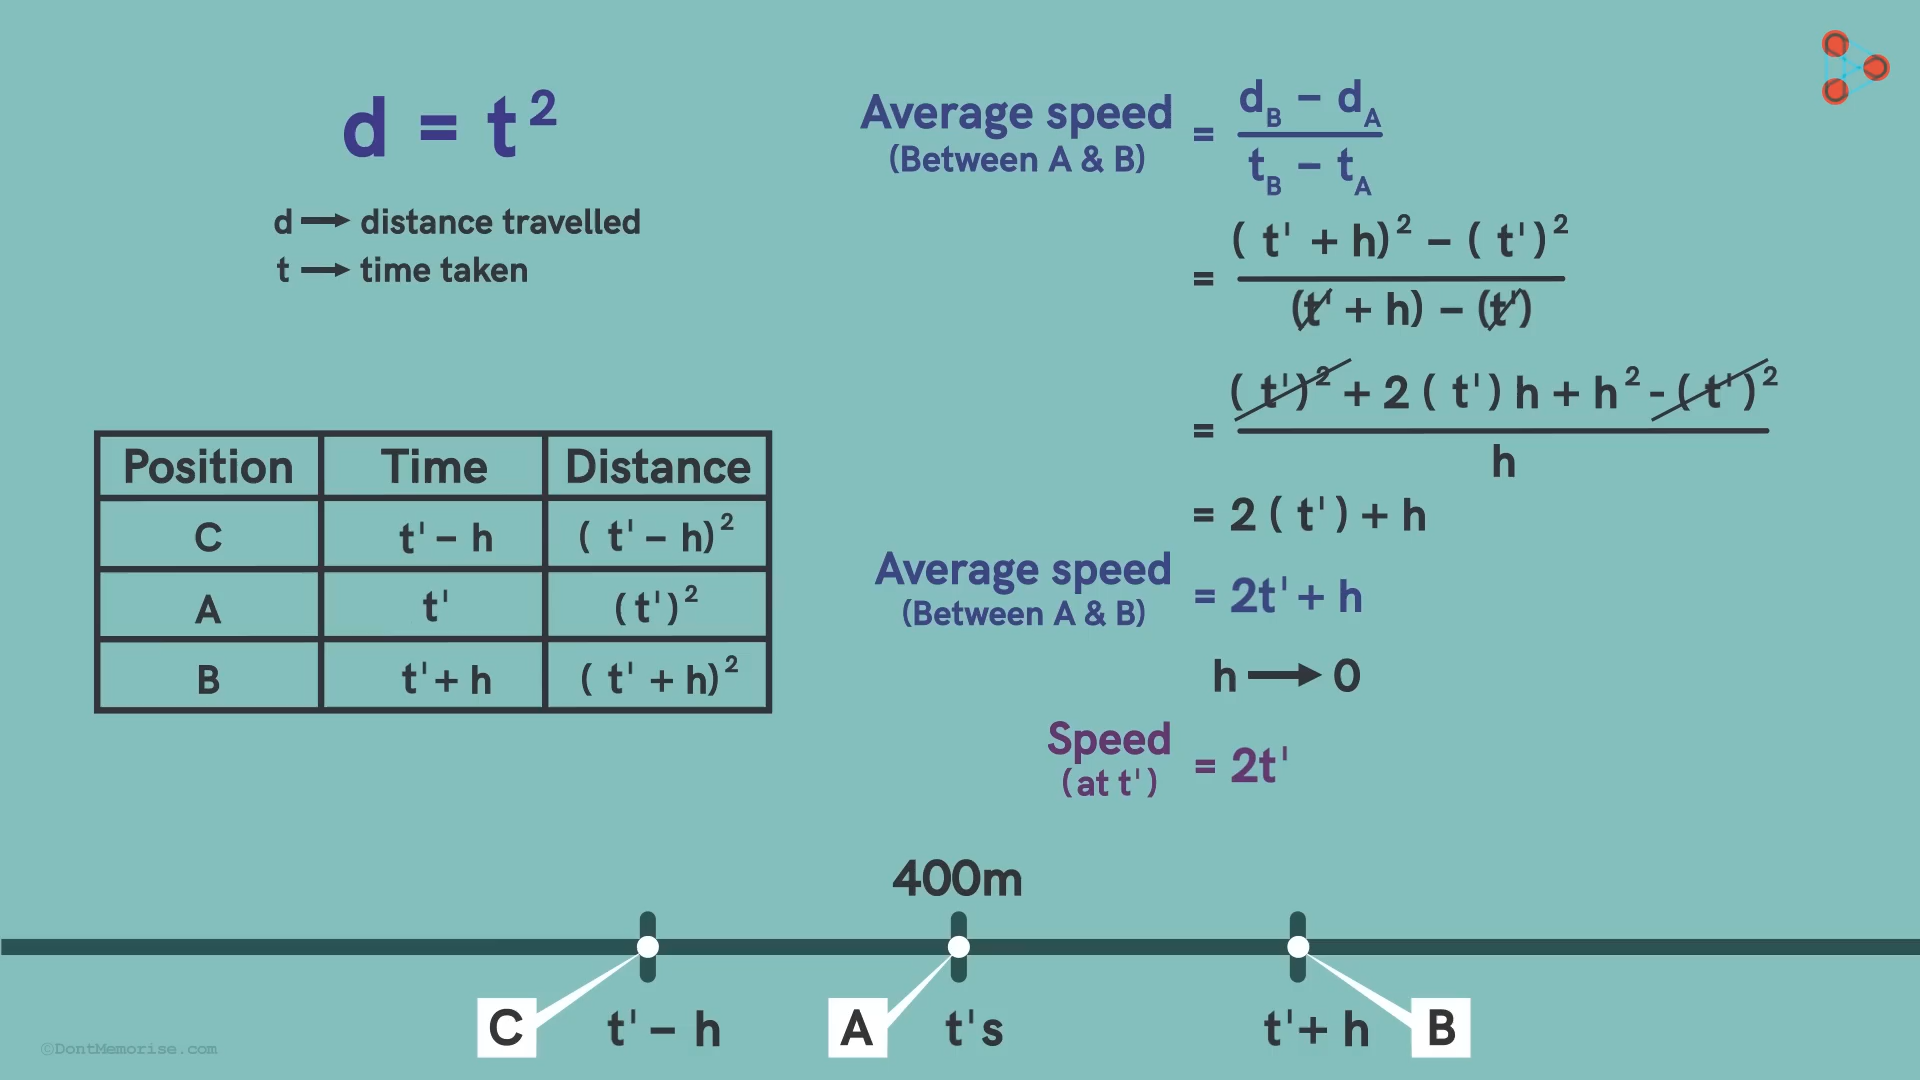 d = t²
d → distance travelled
t → time taken
Position Time Distance
C t' − h ( t' − h)²
A t' ( t' )²
B t' + h ( t' + h)²
Average speed = d_B − d_A / t_B − t_A
(Between A & B)
= ( t' + h)² − ( t' )² / (t' + h) − (t')
= ( t' )² + 2 ( t' ) h + h² - ( t' )² / h
= 2 ( t' ) + h
Average speed = 2t' + h
(Between A & B)
h → 0
Speed = 2t'
(at t' )
400m
C t' − h A t's t' + h B
©DontMemorise.com